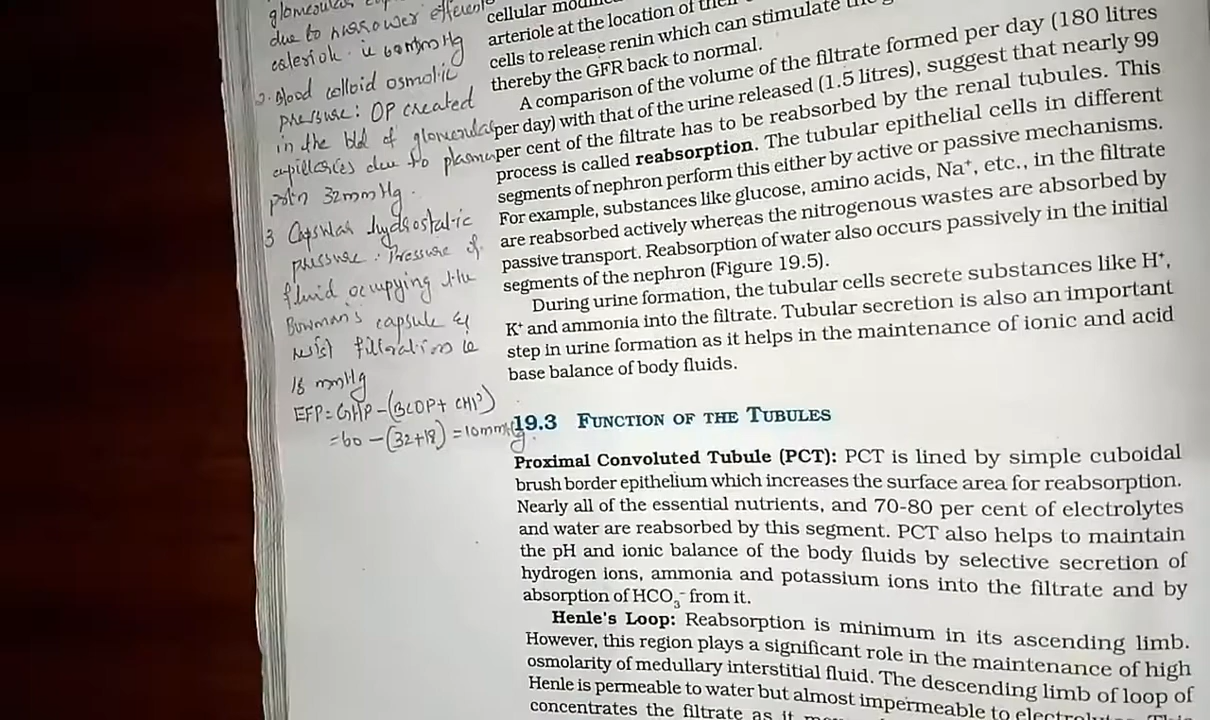 due to narrower efferent
2. Blood colloid osmotic
pressure: OP created
in the bld of glomerular
capillaries due to plasma
protn 32mmHg.
3 Capsular hydrostatic
pressure. Pressure of
fluid occupying the
Bowman's capsule &
resist filtration ie
18 mmHg
EFP = GHP - (BCOP + CHP)
= 60 - (32+18) = 10mmHg.
arteriole at the location of
cells to release renin which can stimulate
thereby the GFR back to normal.
A comparison of the volume of the filtrate formed per day (180 litres
per day) with that of the urine released (1.5 litres), suggest that nearly 99
per cent of the filtrate has to be reabsorbed by the renal tubules. This
process is called reabsorption. The tubular epithelial cells in different
segments of nephron perform this either by active or passive mechanisms.
For example, substances like glucose, amino acids, Na⁺, etc., in the filtrate
are reabsorbed actively whereas the nitrogenous wastes are absorbed by
passive transport. Reabsorption of water also occurs passively in the initial
segments of the nephron (Figure 19.5).
During urine formation, the tubular cells secrete substances like H⁺,
K⁺ and ammonia into the filtrate. Tubular secretion is also an important
step in urine formation as it helps in the maintenance of ionic and acid
base balance of body fluids.
19.3 FUNCTION OF THE TUBULES
Proximal Convoluted Tubule (PCT): PCT is lined by simple cuboidal
brush border epithelium which increases the surface area for reabsorption.
Nearly all of the essential nutrients, and 70-80 per cent of electrolytes
and water are reabsorbed by this segment. PCT also helps to maintain
the pH and ionic balance of the body fluids by selective secretion of
hydrogen ions, ammonia and potassium ions into the filtrate and by
absorption of HCO₃⁻ from it.
Henle's Loop: Reabsorption is minimum in its ascending limb.
However, this region plays a significant role in the maintenance of high
osmolarity of medullary interstitial fluid. The descending limb of loop of
Henle is permeable to water but almost impermeable to
concentrates the filtrate as it